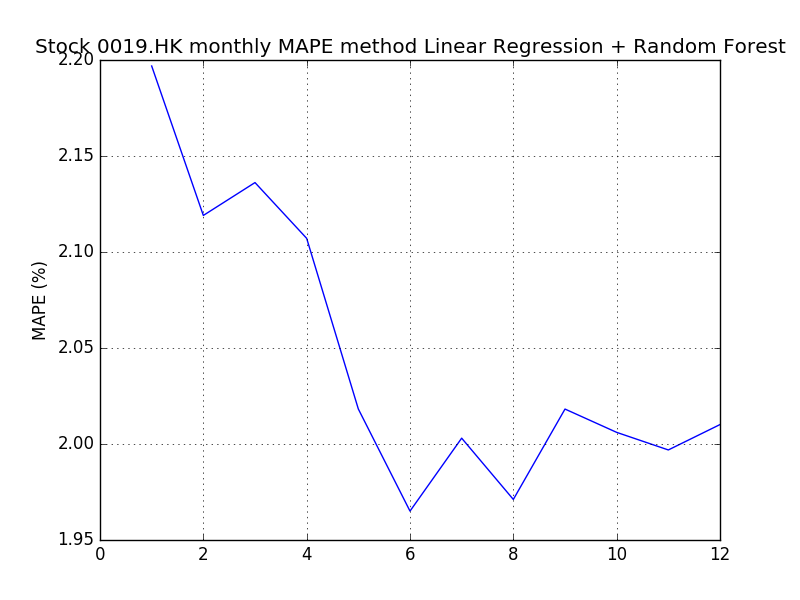 Stock 0019.HK monthly MAPE method Linear Regression + Random Forest
2.20
2.15
2.10
2.05
2.00
1.95
MAPE (%)
0 2 4 6 8 10 12